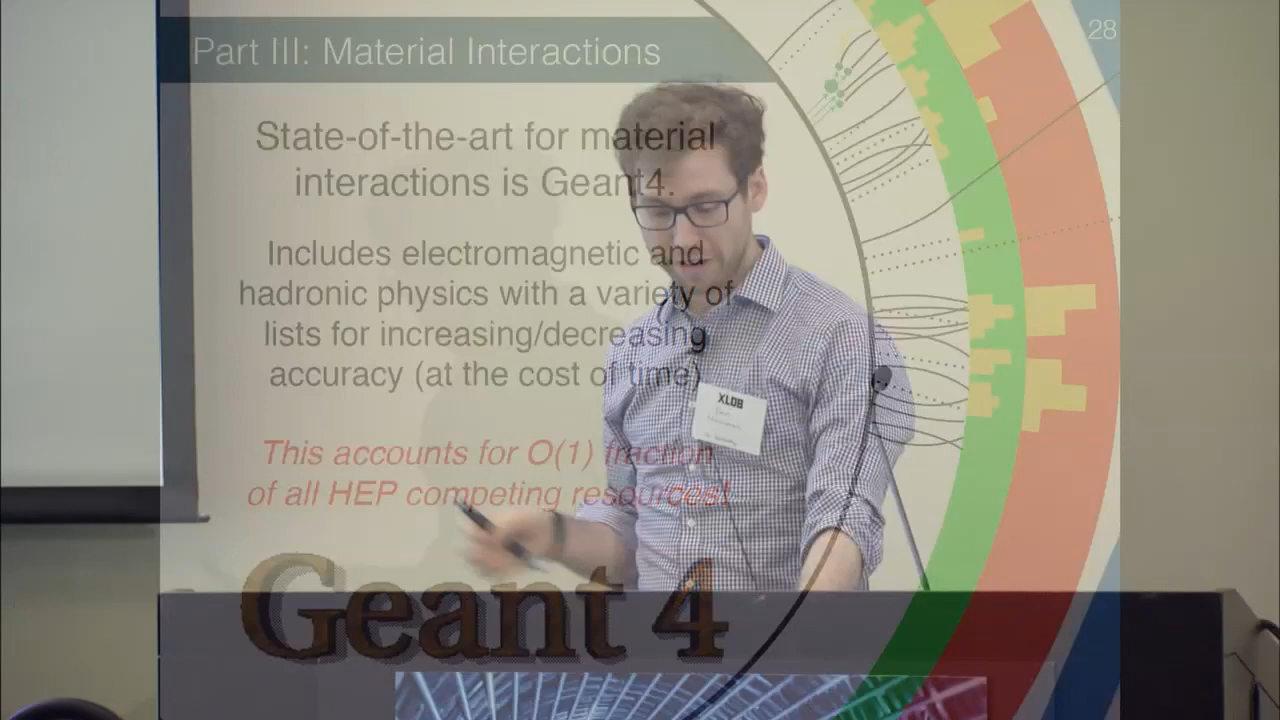 Part III: Material Interactions
28
State-of-the-art for material
interactions is Geant4.
Includes electromagnetic and
hadronic physics with a variety of
lists for increasing/decreasing
accuracy (at the cost of time)
This accounts for O(1) fraction
of all HEP competing resources!
XLDB
Geant 4